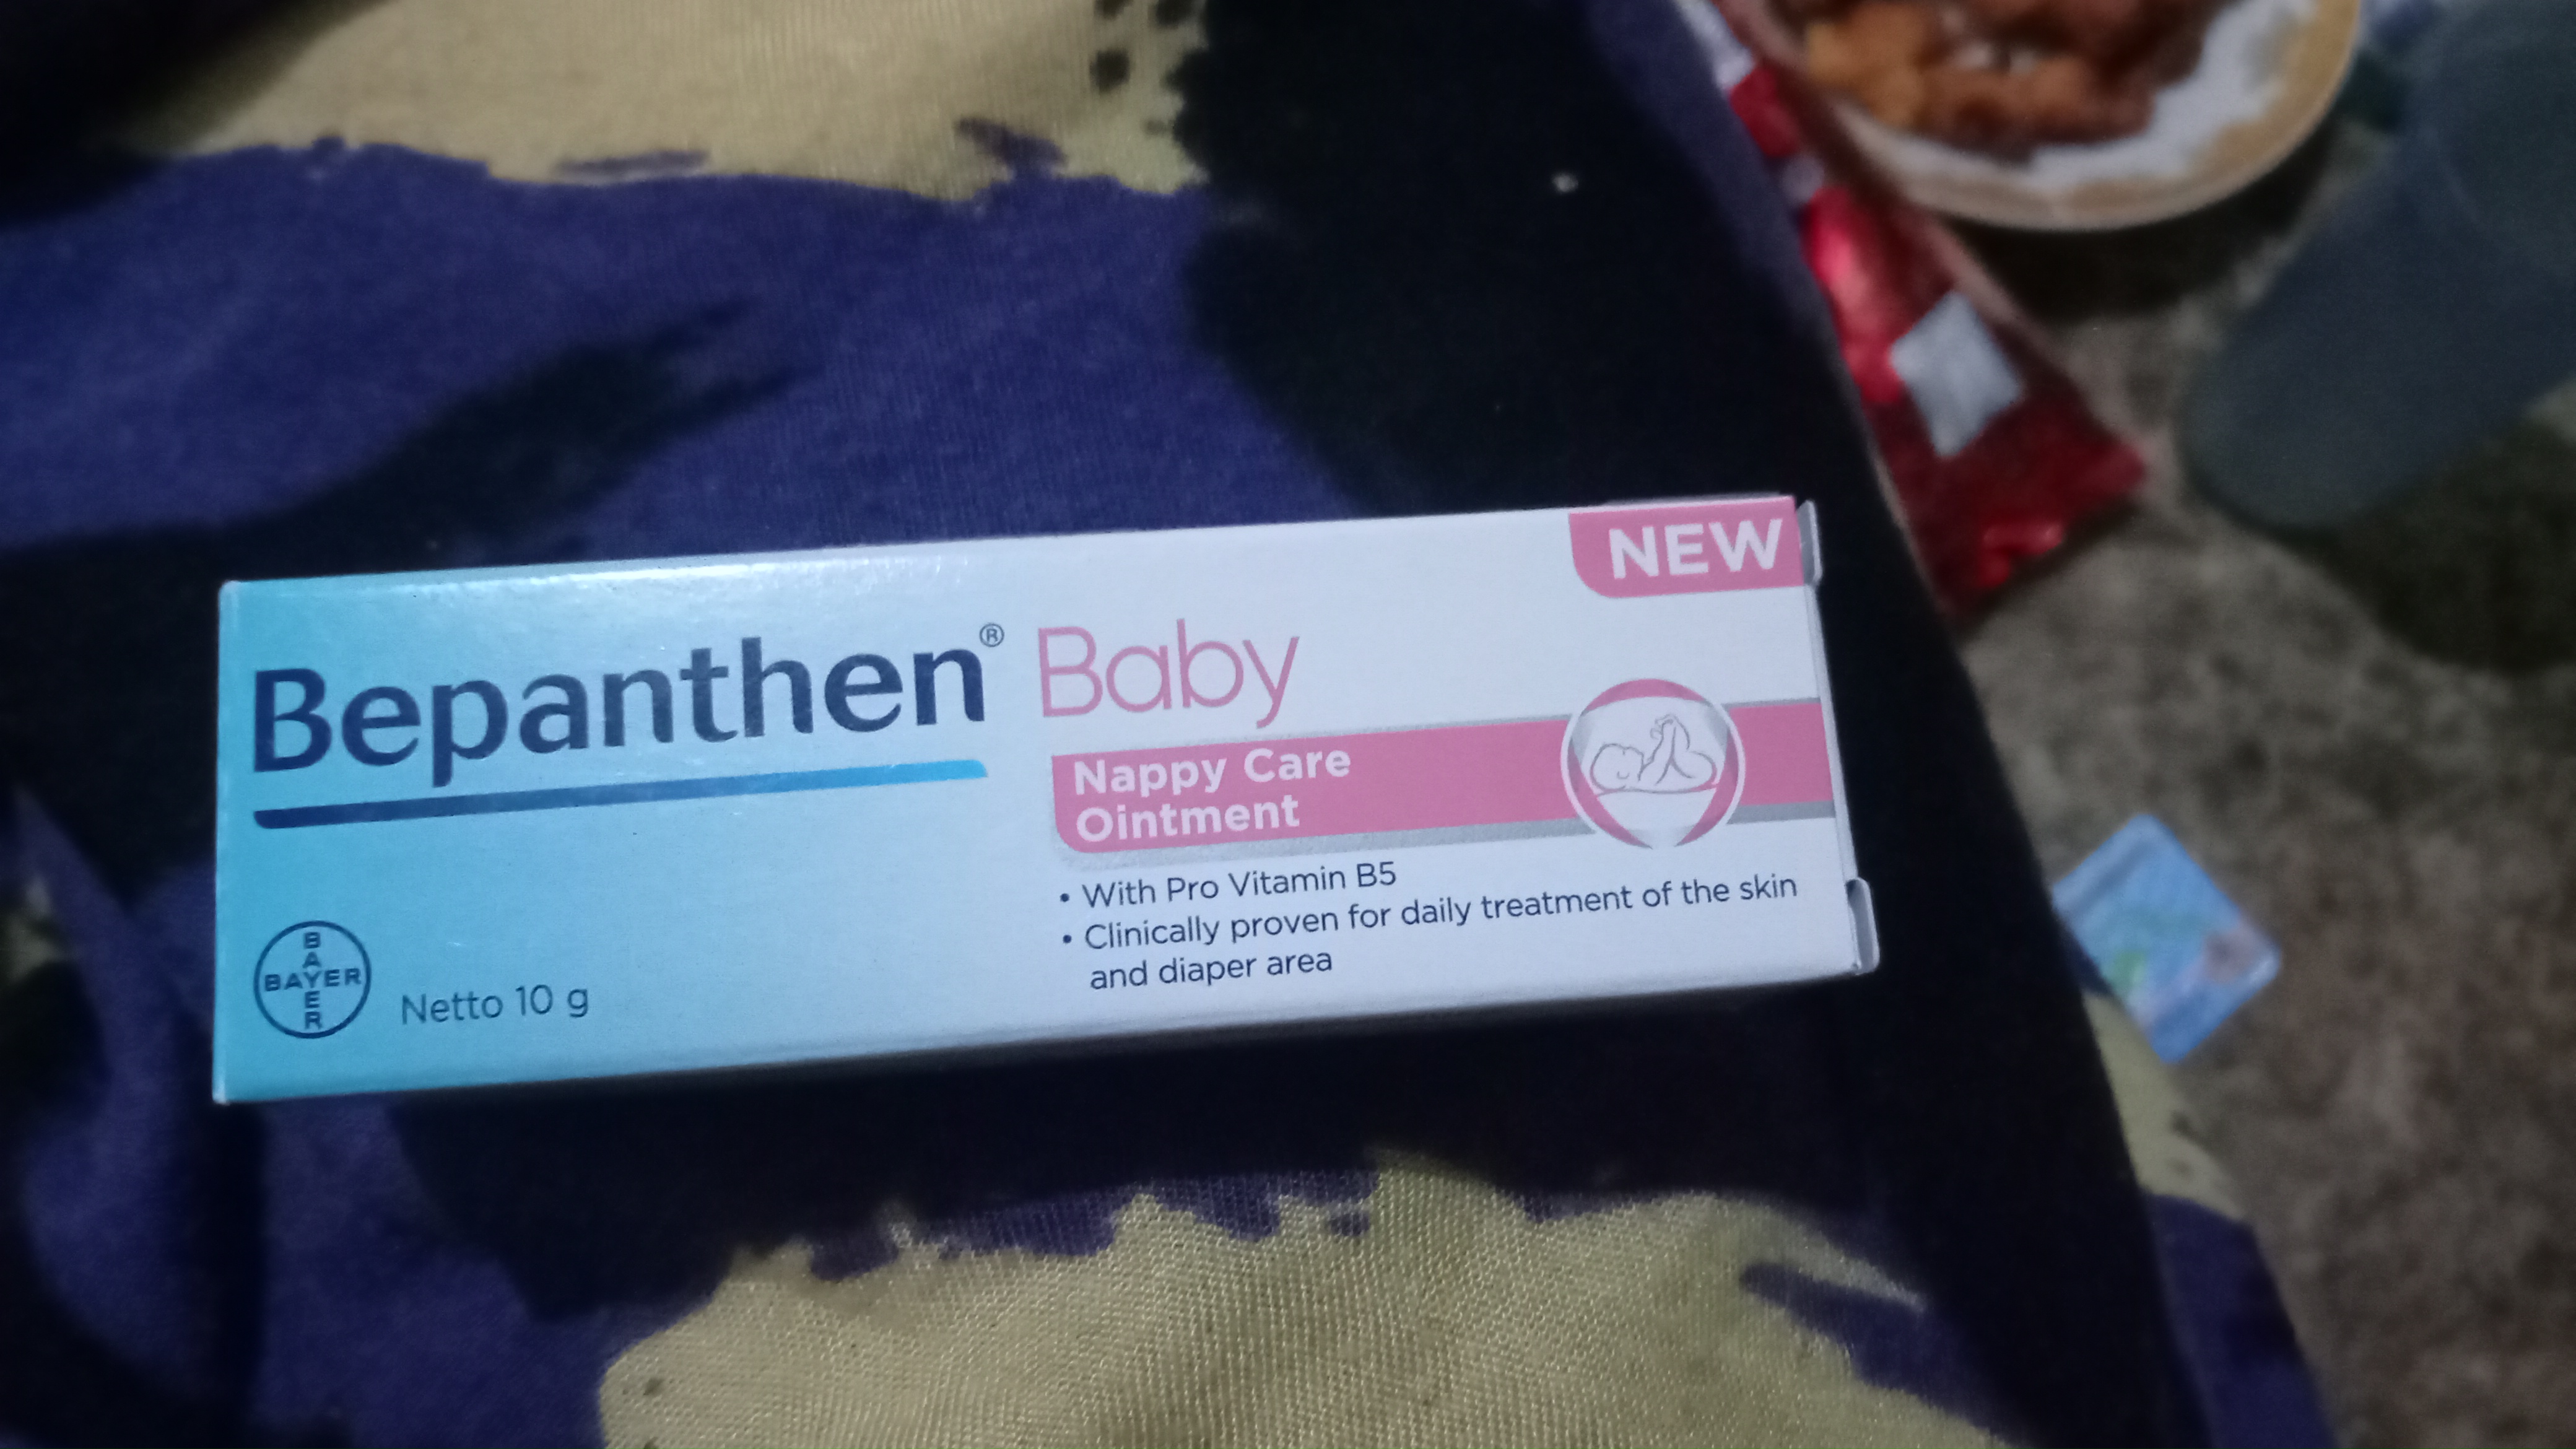 NEW
Bepanthen® Baby
Nappy Care
Ointment
• With Pro Vitamin B5
• Clinically proven for daily treatment of the skin
and diaper area
BAYER
BAYER
Netto 10 g